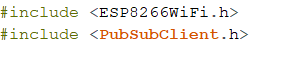 #include <ESP8266WiFi.h>
#include <PubSubClient.h>